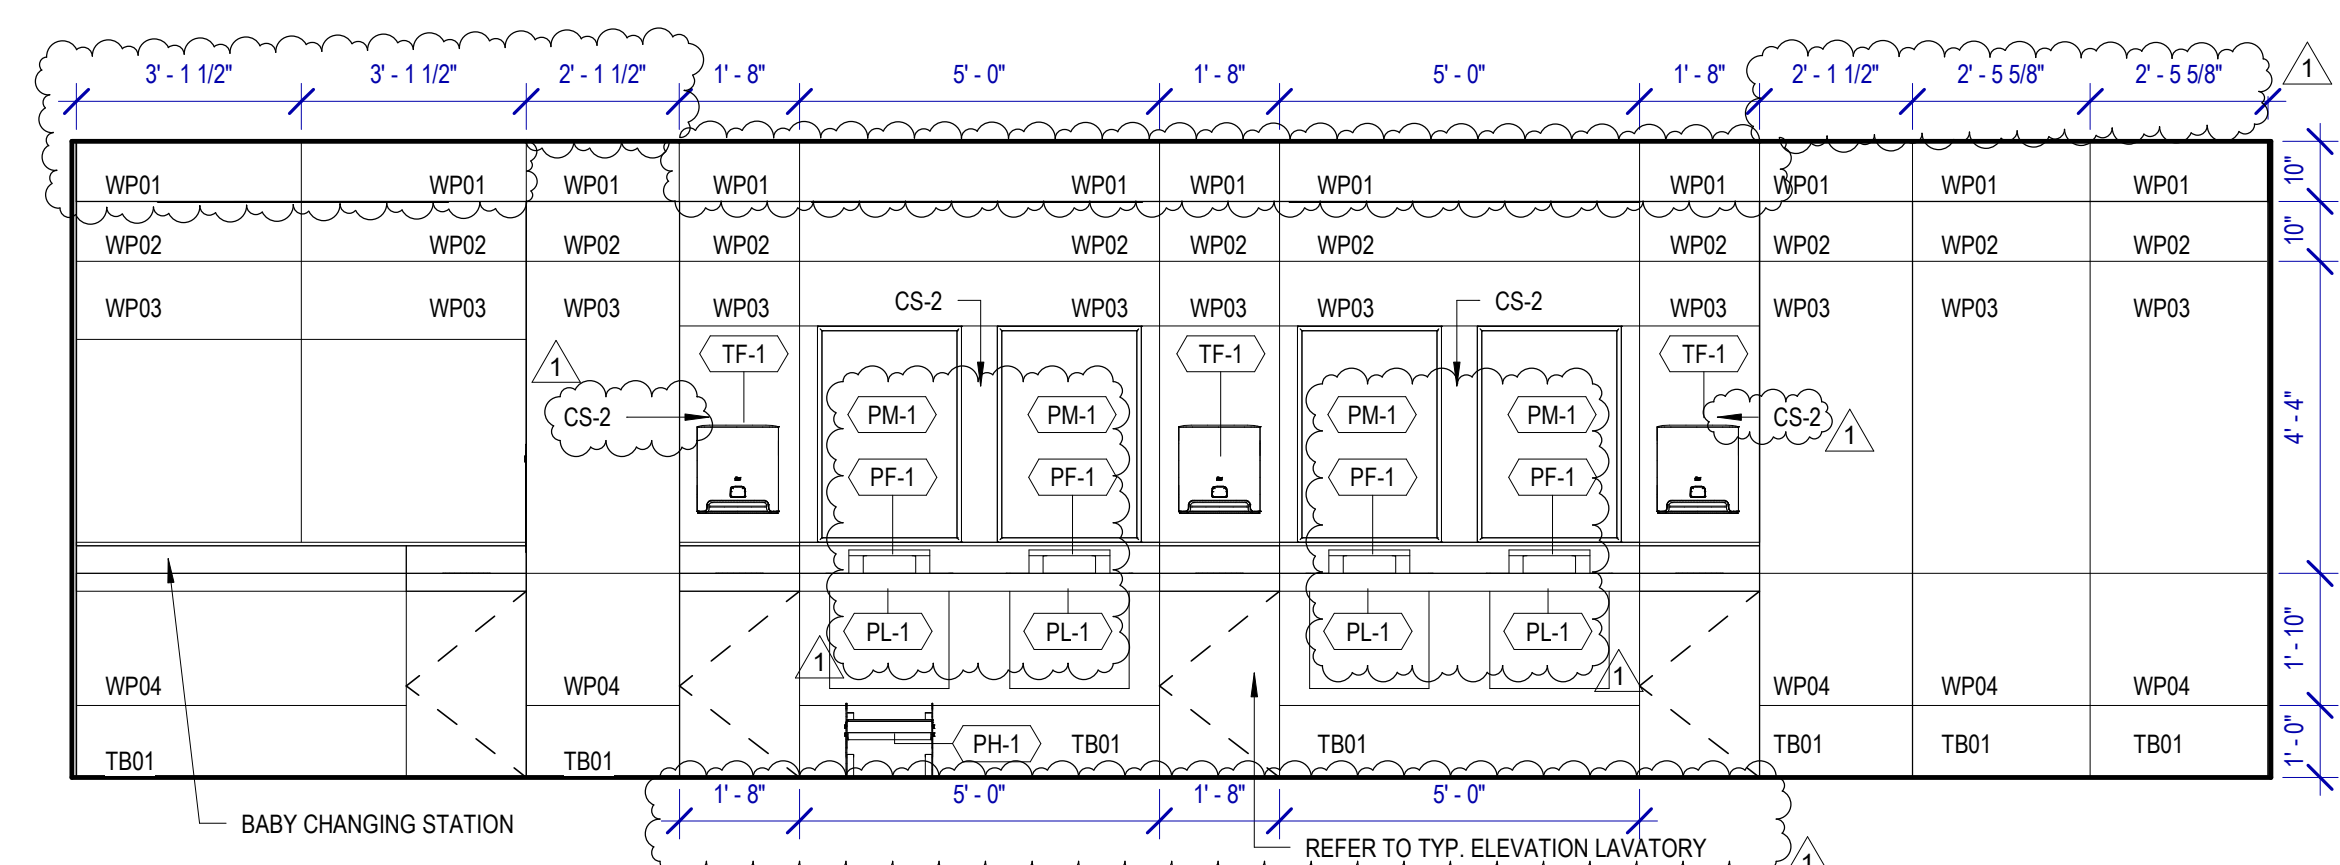 3' - 1 1/2" 3' - 1 1/2" 2' - 1 1/2" 1' - 8" 5' - 0" 1' - 8" 5' - 0" 1' - 8" 2' - 1 1/2" 2' - 5 5/8" 2' - 5 5/8" 1
WP01 WP01 WP01 WP01 WP01 WP01 WP01 WP01 WP01 WP01 WP01 10"
WP02 WP02 WP02 WP02 WP02 WP02 WP02 WP02 WP02 WP02 WP02 10"
WP03 WP03 WP03 WP03 CS-2 WP03 WP03 WP03 CS-2 WP03 WP03 WP03 WP03
1 TF-1 TF-1 TF-1
CS-2 PM-1 PM-1 PM-1 PM-1 CS-2 1 4' - 4"
PF-1 PF-1 PF-1 PF-1
PL-1 PL-1 PL-1 PL-1 1' - 10"
1 1
WP04 WP04 WP04 WP04 WP04
TB01 TB01 PH-1 TB01 TB01 TB01 TB01 TB01 1' - 0"
1' - 8" 5' - 0" 1' - 8" 5' - 0"
BABY CHANGING STATION
REFER TO TYP. ELEVATION LAVATORY 1